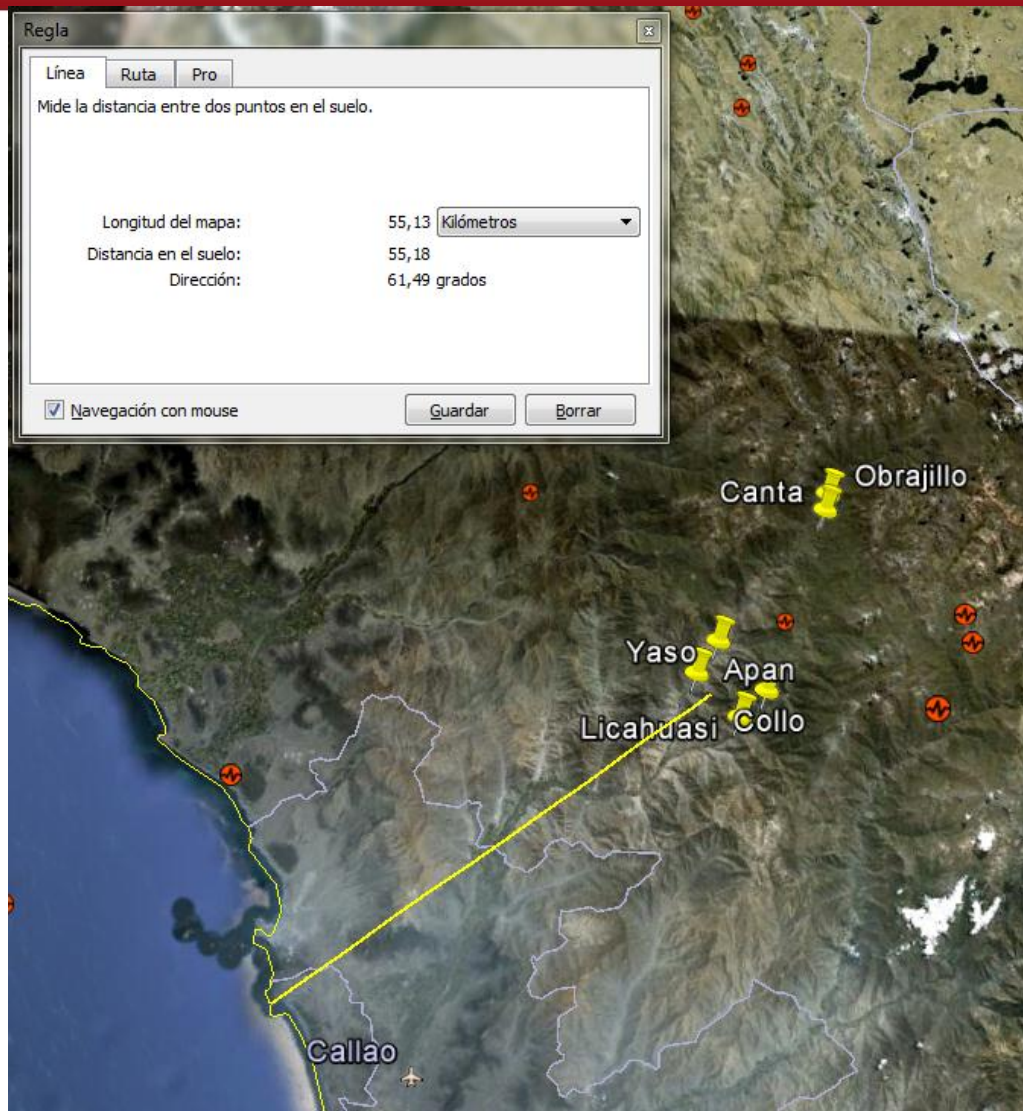 Regla
Línea Ruta Pro
Mide la distancia entre dos puntos en el suelo.
Longitud del mapa: 55,13 Kilómetros
Distancia en el suelo: 55,18
Dirección: 61,49 grados
Navegación con mouse Guardar Borrar
Canta Obrajillo
Yaso Apan
Licahuasi Collo
Callao